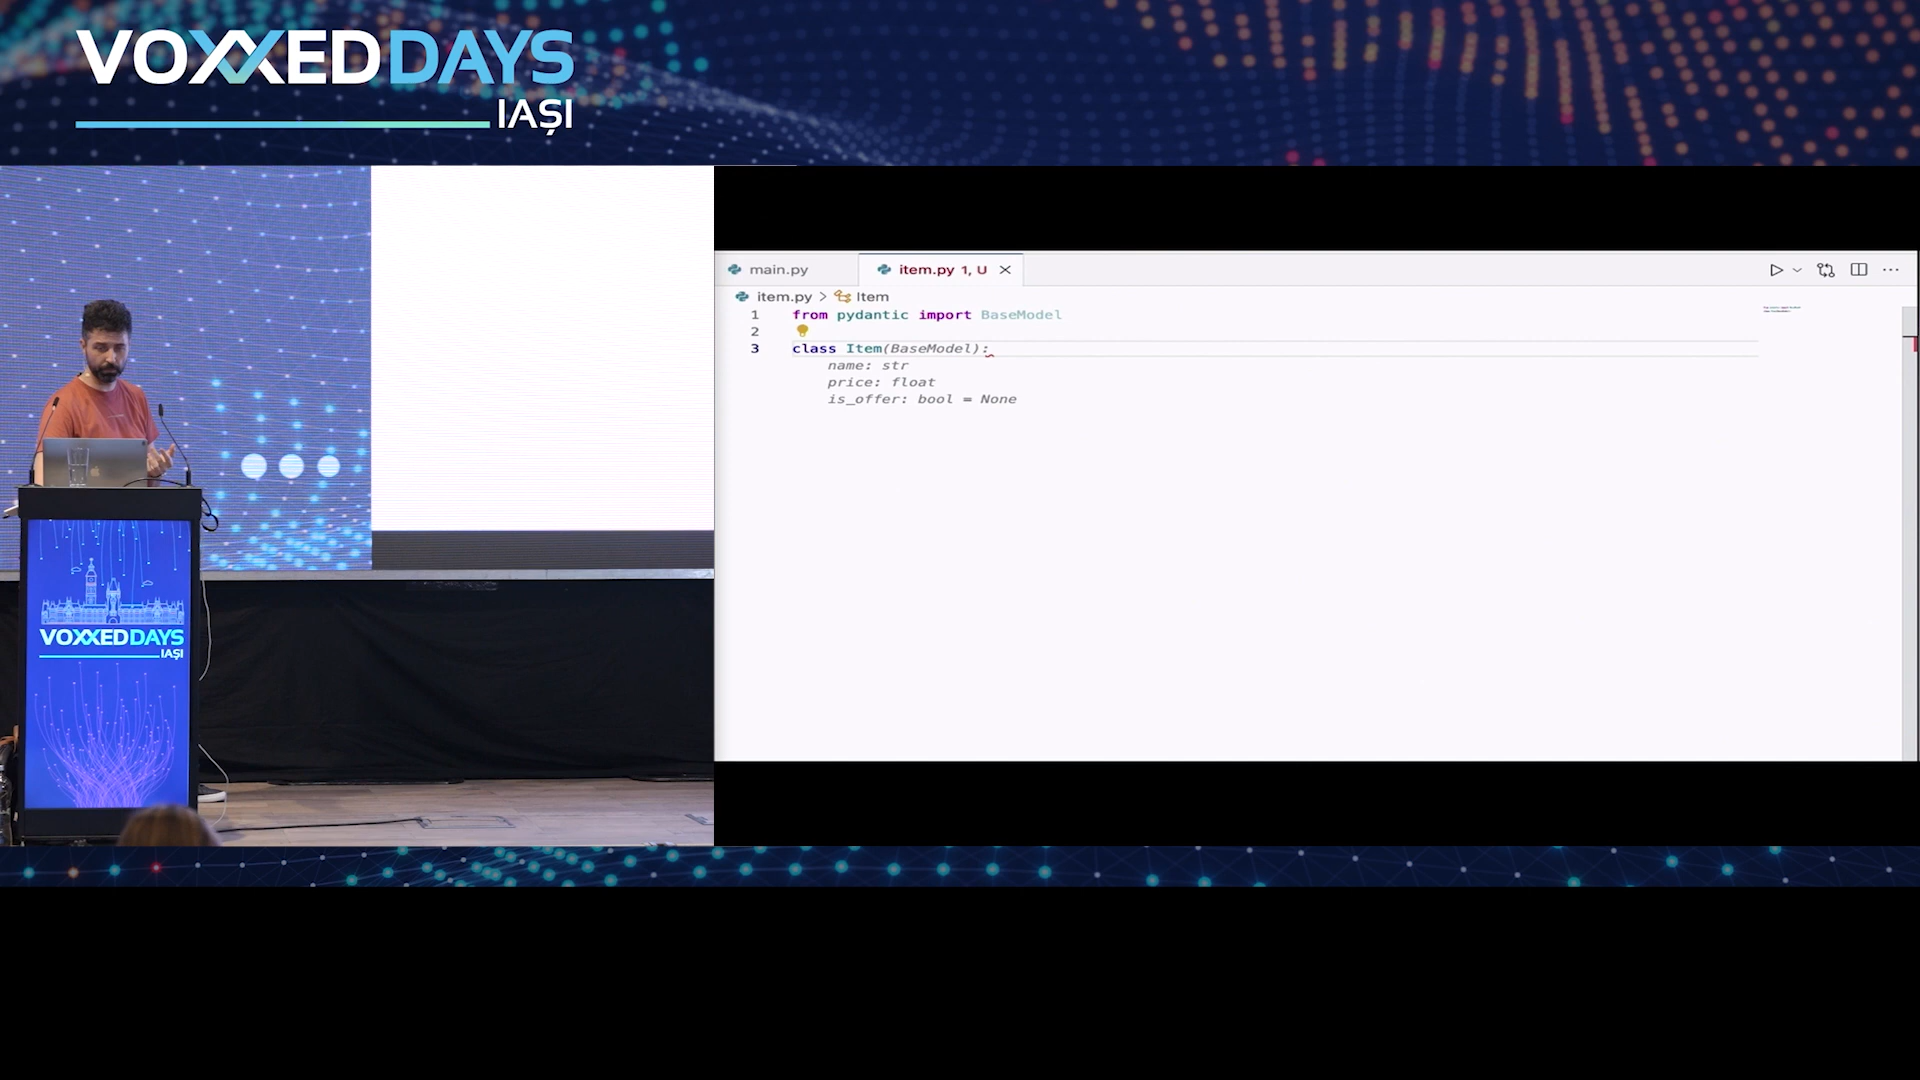 VOXXEDDAYS
IAȘI
main.py
item.py 1, U
item.py > Item
1 from pydantic import BaseModel
2
3 class Item(BaseModel):
name: str
price: float
is_offer: bool = None
VOXXEDDAYS
IAȘI